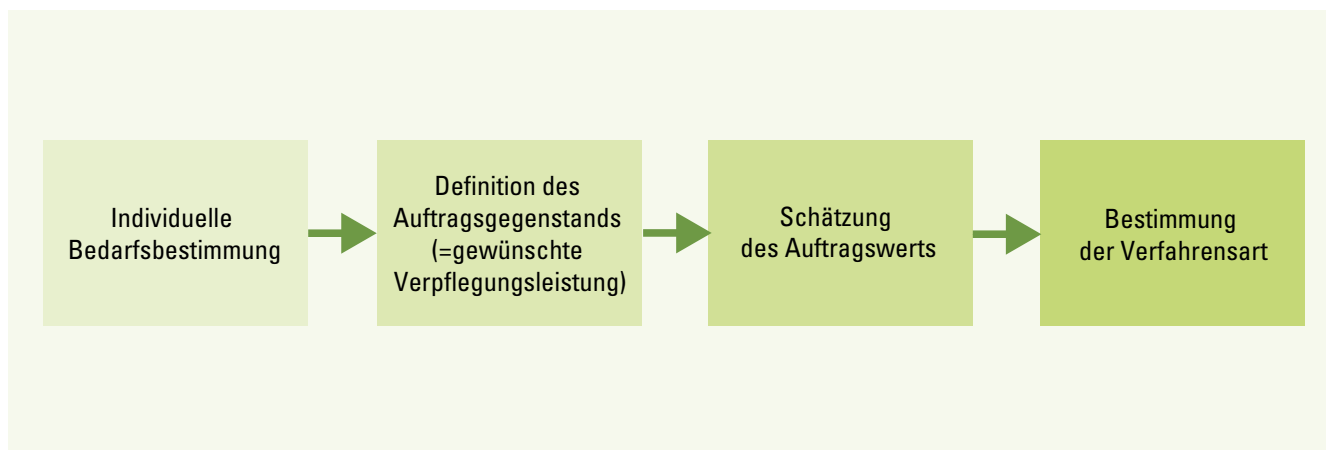 Individuelle
Bedarfsbestimmung
Definition des
Auftragsgegenstands
(=gewünschte
Verpflegungsleistung)
Schätzung
des Auftragswerts
Bestimmung
der Verfahrensart